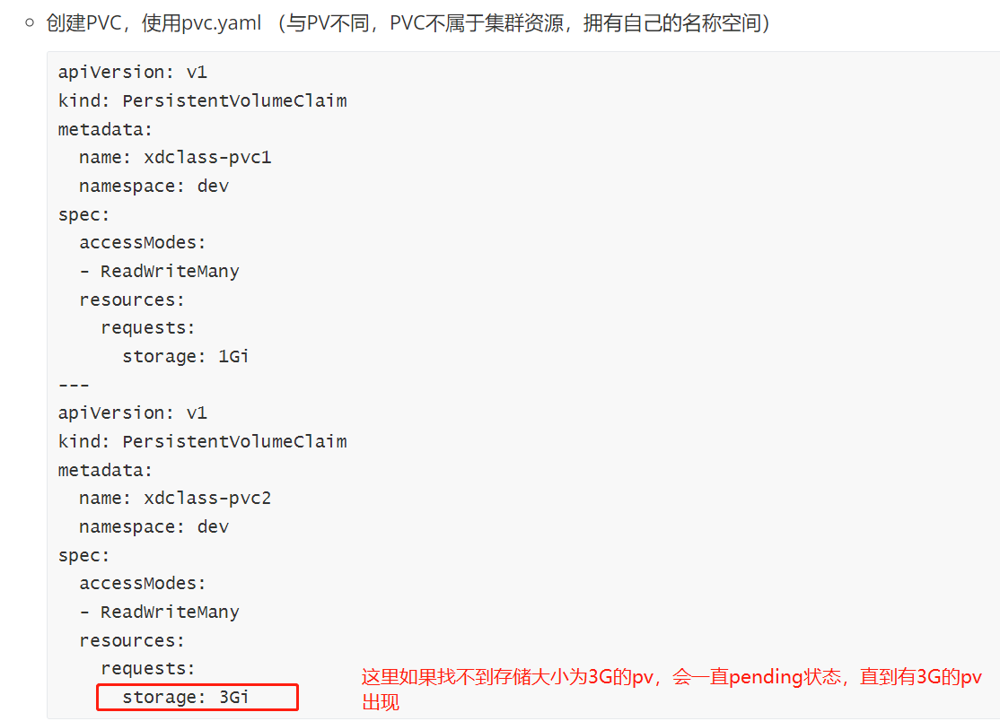 创建PVC，使用pvc.yaml （与PV不同，PVC不属于集群资源，拥有自己的名称空间）
apiVersion: v1
kind: PersistentVolumeClaim
metadata:
  name: xdclass-pvc1
  namespace: dev
spec:
  accessModes:
  - ReadWriteMany
  resources:
    requests:
      storage: 1Gi
---
apiVersion: v1
kind: PersistentVolumeClaim
metadata:
  name: xdclass-pvc2
  namespace: dev
spec:
  accessModes:
  - ReadWriteMany
  resources:
    requests:
      storage: 3Gi
这里如果找不到存储大小为3G的pv，会一直pending状态，直到有3G的pv
出现